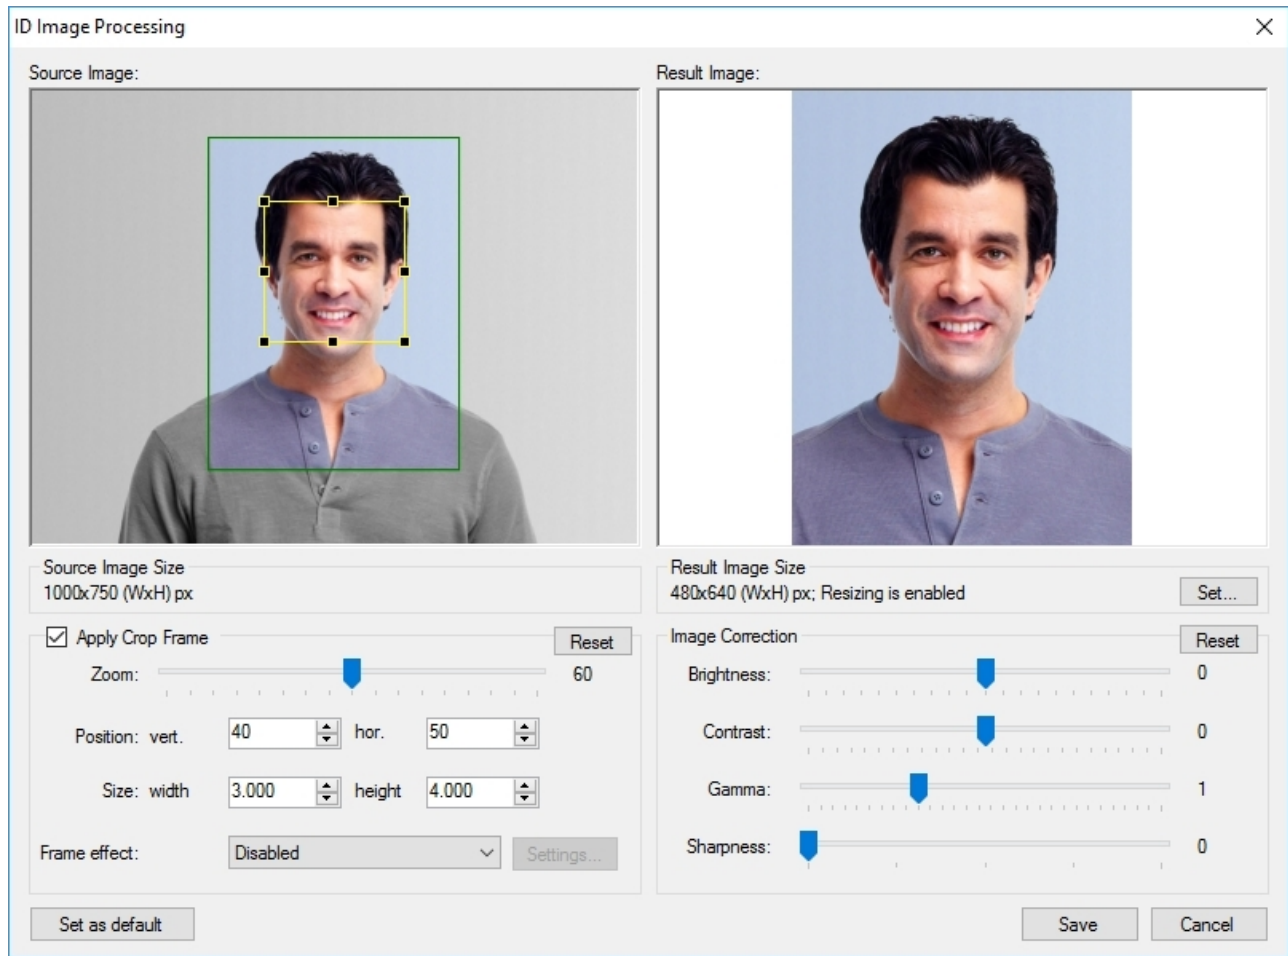 ID Image Processing
Source Image:
Result Image:
Source Image Size
1000x750 (WxH) px
Result Image Size
480x640 (WxH) px; Resizing is enabled
Set...
Apply Crop Frame
Reset
Zoom:
60
Position: vert.
40
hor.
50
Size: width
3.000
height
4.000
Frame effect:
Disabled
Settings...
Image Correction
Reset
Brightness:
0
Contrast:
0
Gamma:
1
Sharpness:
0
Set as default
Save
Cancel